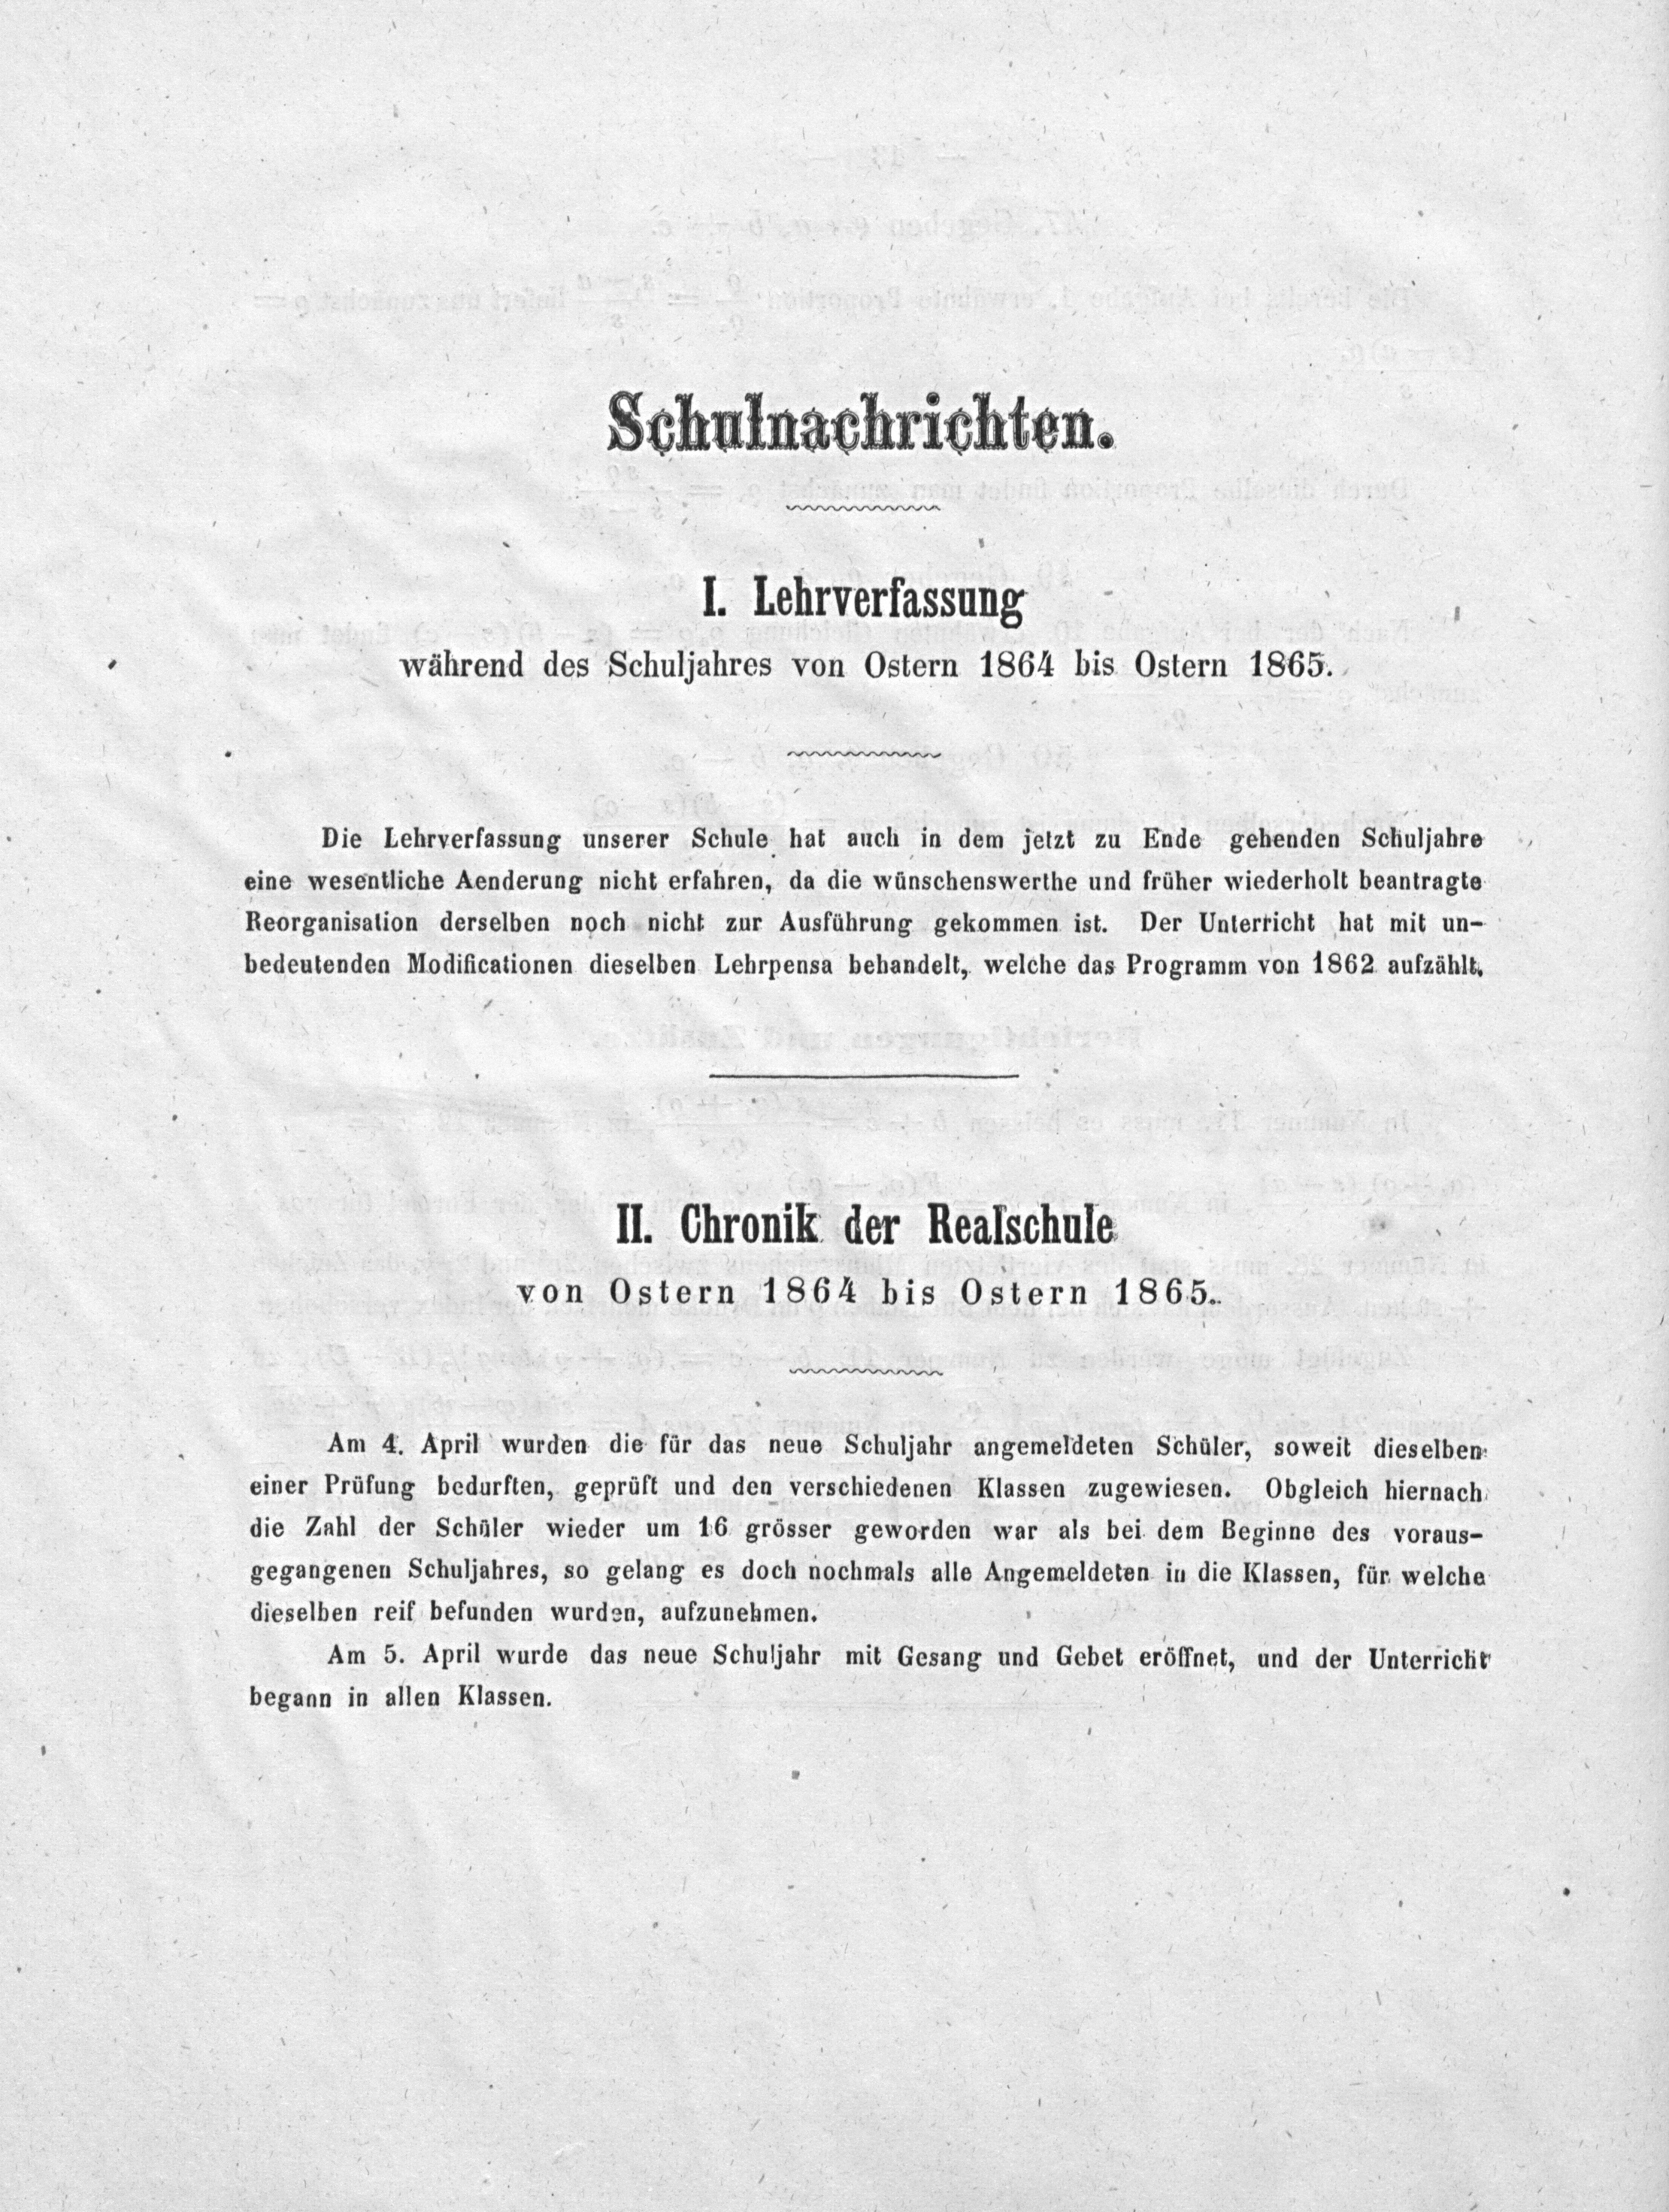 Schulnachrichten.
I. Lehrverfassung
während des Schuljahres von Ostern 1864 bis Ostern 1865.
Die Lehrverfassung unserer Schule hat auch in dem jetzt zu Ende gehenden Schuljahre
eine wesentliche Aenderung nicht erfahren, da die wünschenswerthe und früher wiederholt beantragte
Reorganisation derselben noch nicht zur Ausführung gekommen ist. Der Unterricht hat mit un-
bedeutenden Modificationen dieselben Lehrpensa behandelt, welche das Programm von 1862 aufzählt.
II. Chronik der Realschule
von Ostern 1864 bis Ostern 1865.
Am 4. April wurden die für das neue Schuljahr angemeldeten Schüler, soweit dieselben
einer Prüfung bedurften, geprüft und den verschiedenen Klassen zugewiesen. Obgleich hiernach
die Zahl der Schüler wieder um 16 grösser geworden war als bei dem Beginne des voraus-
gegangenen Schuljahres, so gelang es doch nochmals alle Angemeldeten in die Klassen, für welche
dieselben reif befunden wurden, aufzunehmen.
Am 5. April wurde das neue Schuljahr mit Gesang und Gebet eröffnet, und der Unterricht
begann in allen Klassen.